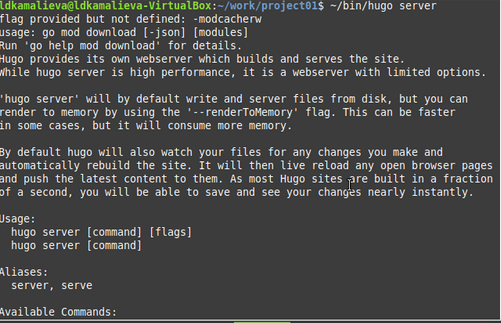 ldkamalieva@ldkamalieva-VirtualBox:~/work/project01$ ~/bin/hugo server
flag provided but not defined: -modcacherw
usage: go mod download [-json] [modules]
Run 'go help mod download' for details.
Hugo provides its own webserver which builds and serves the site.
While hugo server is high performance, it is a webserver with limited options.
'hugo server' will by default write and server files from disk, but you can
render to memory by using the '--renderToMemory' flag. This can be faster
in some cases, but it will consume more memory.
By default hugo will also watch your files for any changes you make and
automatically rebuild the site. It will then live reload any open browser pages
and push the latest content to them. As most Hugo sites are built in a fraction
of a second, you will be able to save and see your changes nearly instantly.
Usage:
hugo server [command] [flags]
hugo server [command]
Aliases:
server, serve
Available Commands: